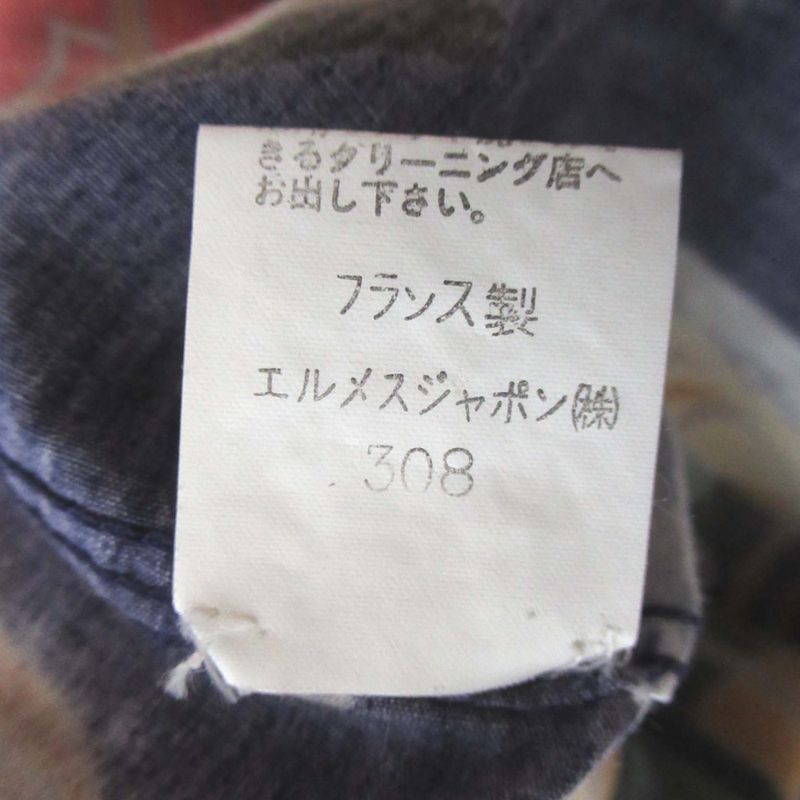 きるクリーニング店へ
お出し下さい。
フランス製
エルメスジャポン㈱
308